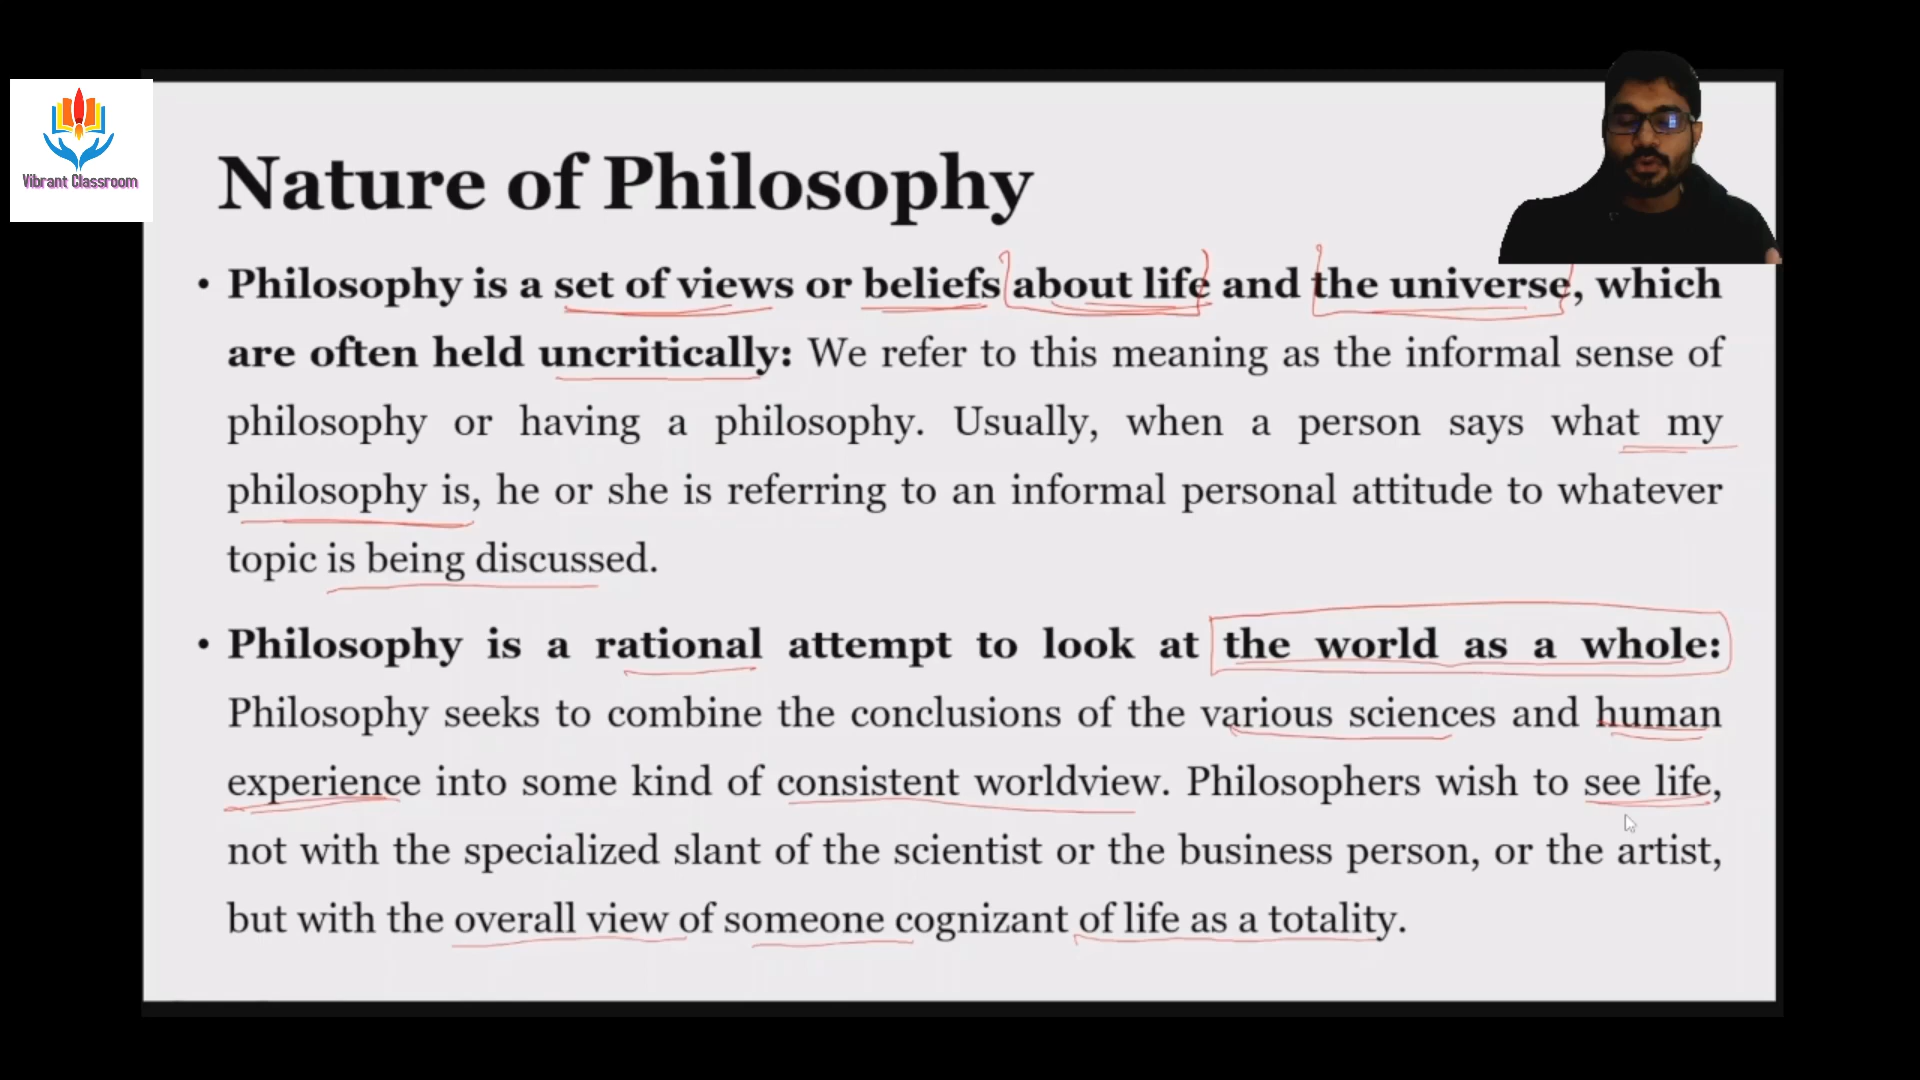 Vibrant Classroom
Nature of Philosophy
• Philosophy is a set of views or beliefs about life and the universe, which
are often held uncritically: We refer to this meaning as the informal sense of
philosophy or having a philosophy. Usually, when a person says what my
philosophy is, he or she is referring to an informal personal attitude to whatever
topic is being discussed.
• Philosophy is a rational attempt to look at the world as a whole:
Philosophy seeks to combine the conclusions of the various sciences and human
experience into some kind of consistent worldview. Philosophers wish to see life,
not with the specialized slant of the scientist or the business person, or the artist,
but with the overall view of someone cognizant of life as a totality.